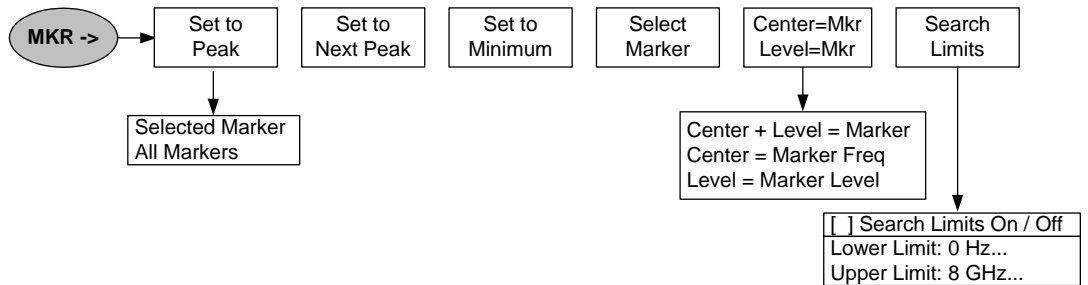 MKR ->
Set to
Peak
Set to
Next Peak
Set to
Minimum
Select
Marker
Center=Mkr
Level=Mkr
Search
Limits
Selected Marker
All Markers
Center + Level = Marker
Center = Marker Freq
Level = Marker Level
[ ] Search Limits On / Off
Lower Limit: 0 Hz...
Upper Limit: 8 GHz...